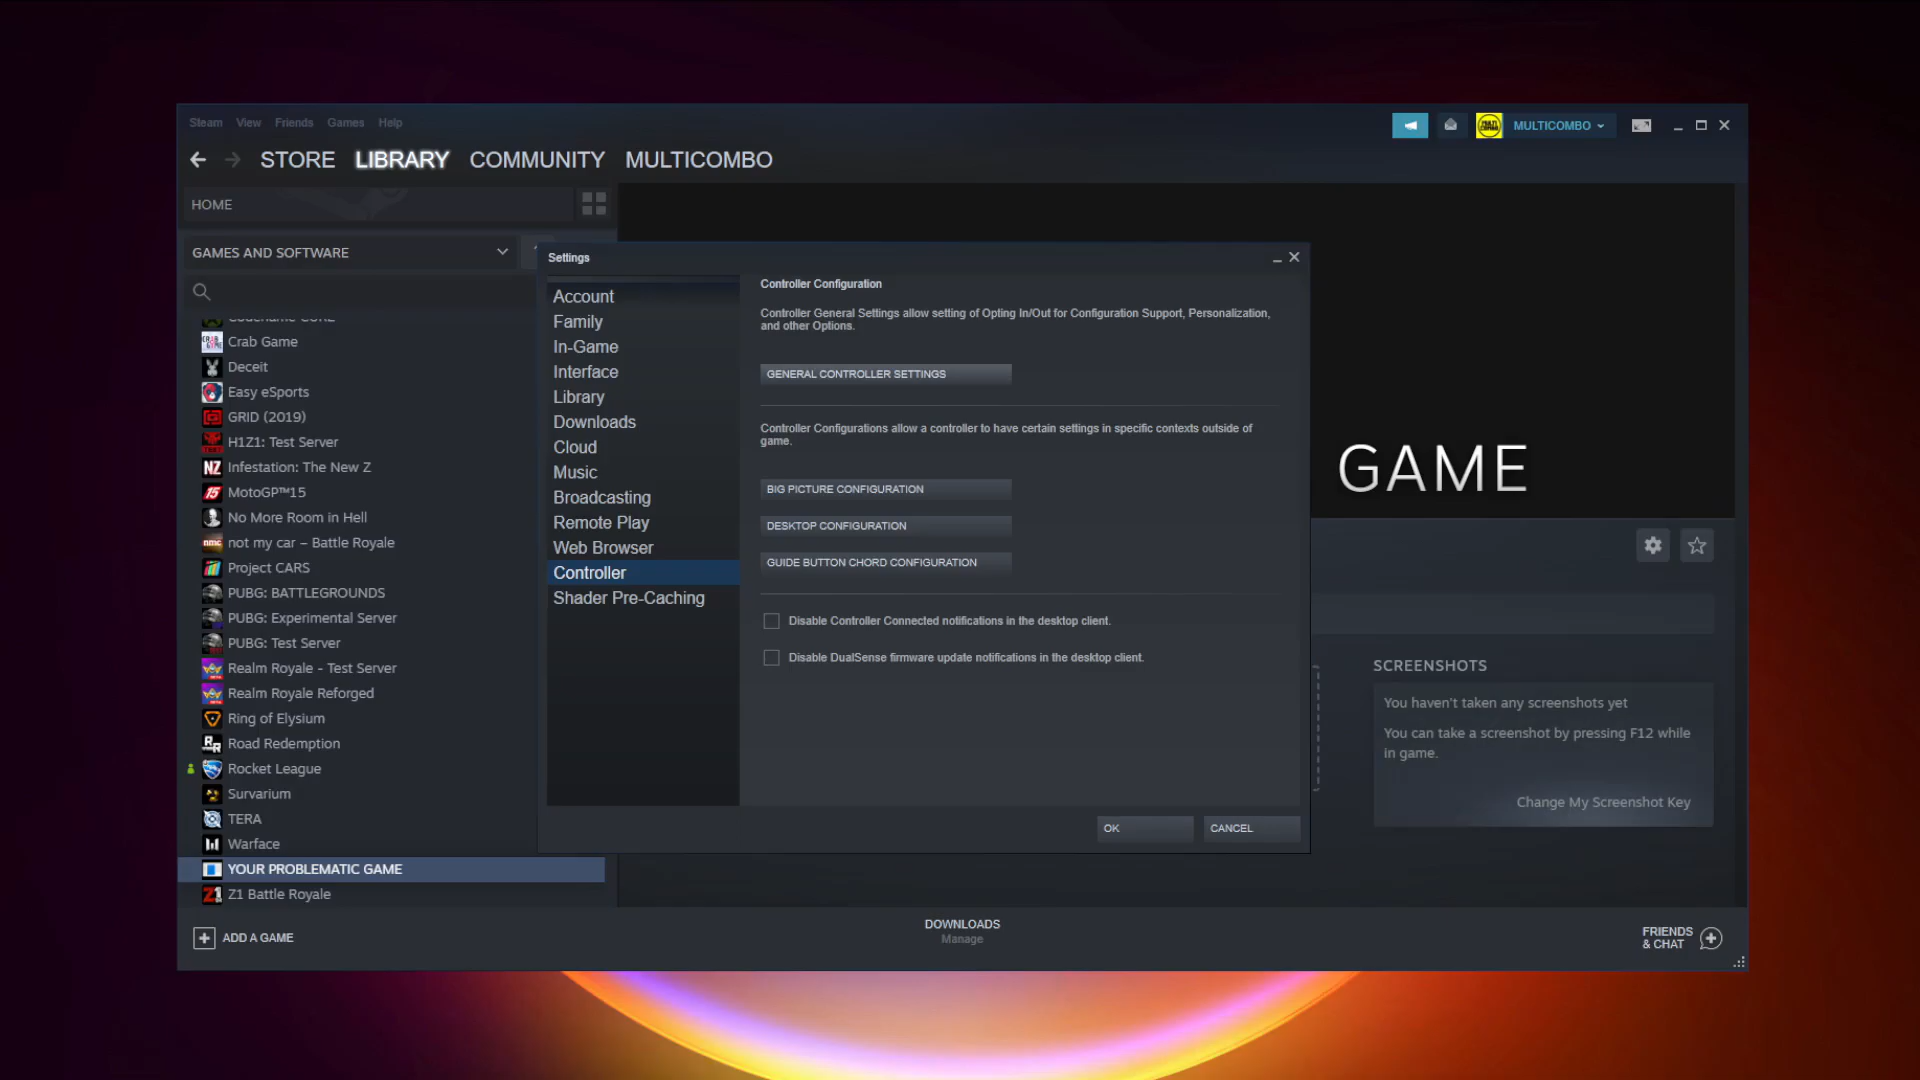 Steam View Friends Games Help
MULTICOMBO
STORE LIBRARY COMMUNITY MULTICOMBO
HOME
GAMES AND SOFTWARE
Crab Game
Deceit
Easy eSports
GRID (2019)
H1Z1: Test Server
Infestation: The New Z
MotoGP™15
No More Room in Hell
not my car – Battle Royale
Project CARS
PUBG: BATTLEGROUNDS
PUBG: Experimental Server
PUBG: Test Server
Realm Royale - Test Server
Realm Royale Reforged
Ring of Elysium
Road Redemption
Rocket League
Survarium
TERA
Warface
YOUR PROBLEMATIC GAME
Z1 Battle Royale
Settings
Account
Family
In-Game
Interface
Library
Downloads
Cloud
Music
Broadcasting
Remote Play
Web Browser
Controller
Shader Pre-Caching
Controller Configuration
Controller General Settings allow setting of Opting In/Out for Configuration Support, Personalization,
and other Options.
GENERAL CONTROLLER SETTINGS
Controller Configurations allow a controller to have certain settings in specific contexts outside of
game.
BIG PICTURE CONFIGURATION
DESKTOP CONFIGURATION
GUIDE BUTTON CHORD CONFIGURATION
Disable Controller Connected notifications in the desktop client.
Disable DualSense firmware update notifications in the desktop client.
OK CANCEL
GAME
SCREENSHOTS
You haven't taken any screenshots yet
You can take a screenshot by pressing F12 while
in game.
Change My Screenshot Key
ADD A GAME
DOWNLOADS
Manage
FRIENDS
& CHAT